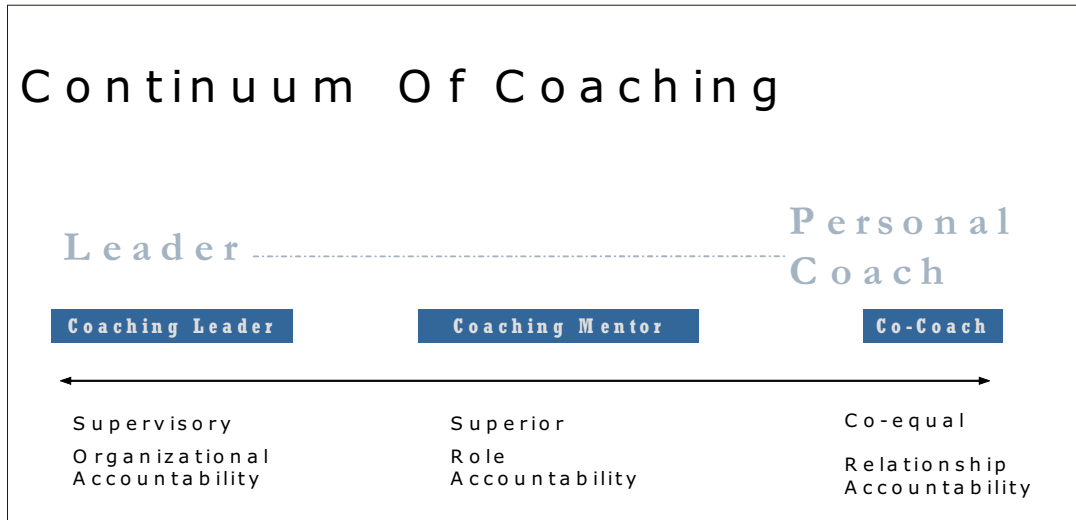 Continuum Of Coaching
Leader
Personal
Coach
Coaching Leader
Coaching Mentor
Co-Coach
Supervisory
Organizational
Accountability
Superior
Role
Accountability
Co-equal
Relationship
Accountability